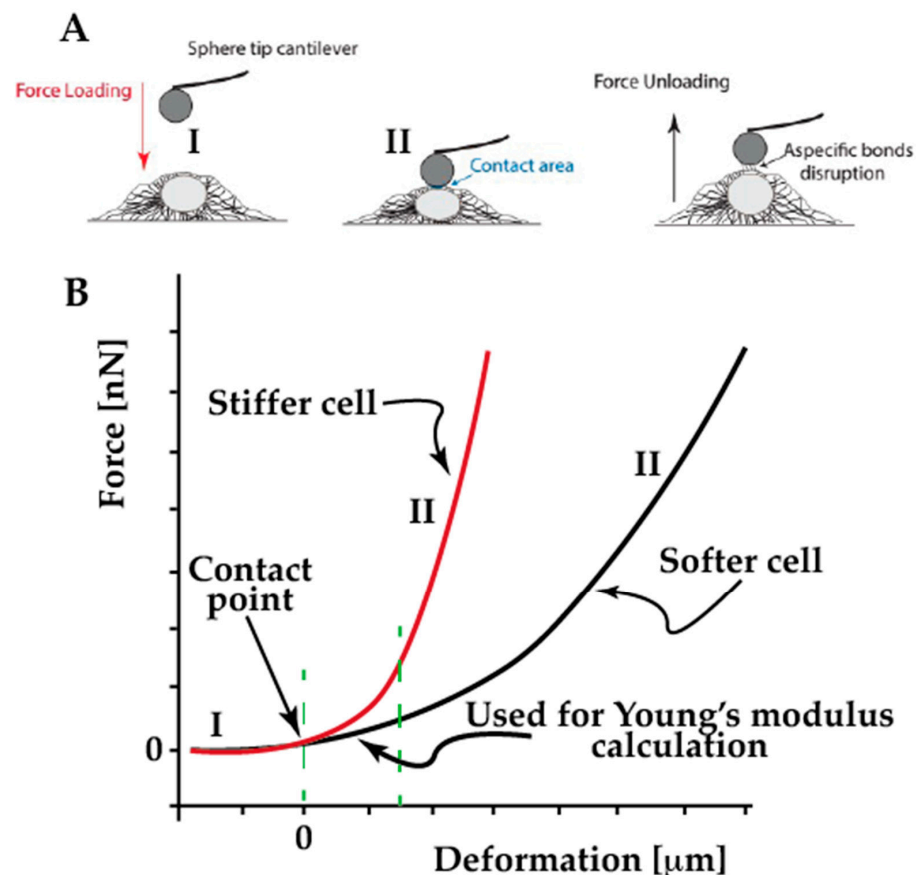 A
Sphere tip cantilever
Force Loading
I
II
Contact area
Force Unloading
Aspecific bonds
disruption
B
Force [nN]
Stiffer cell
II
II
Contact
point
Softer cell
I
Used for Young's modulus
calculation
0
0
Deformation [μm]